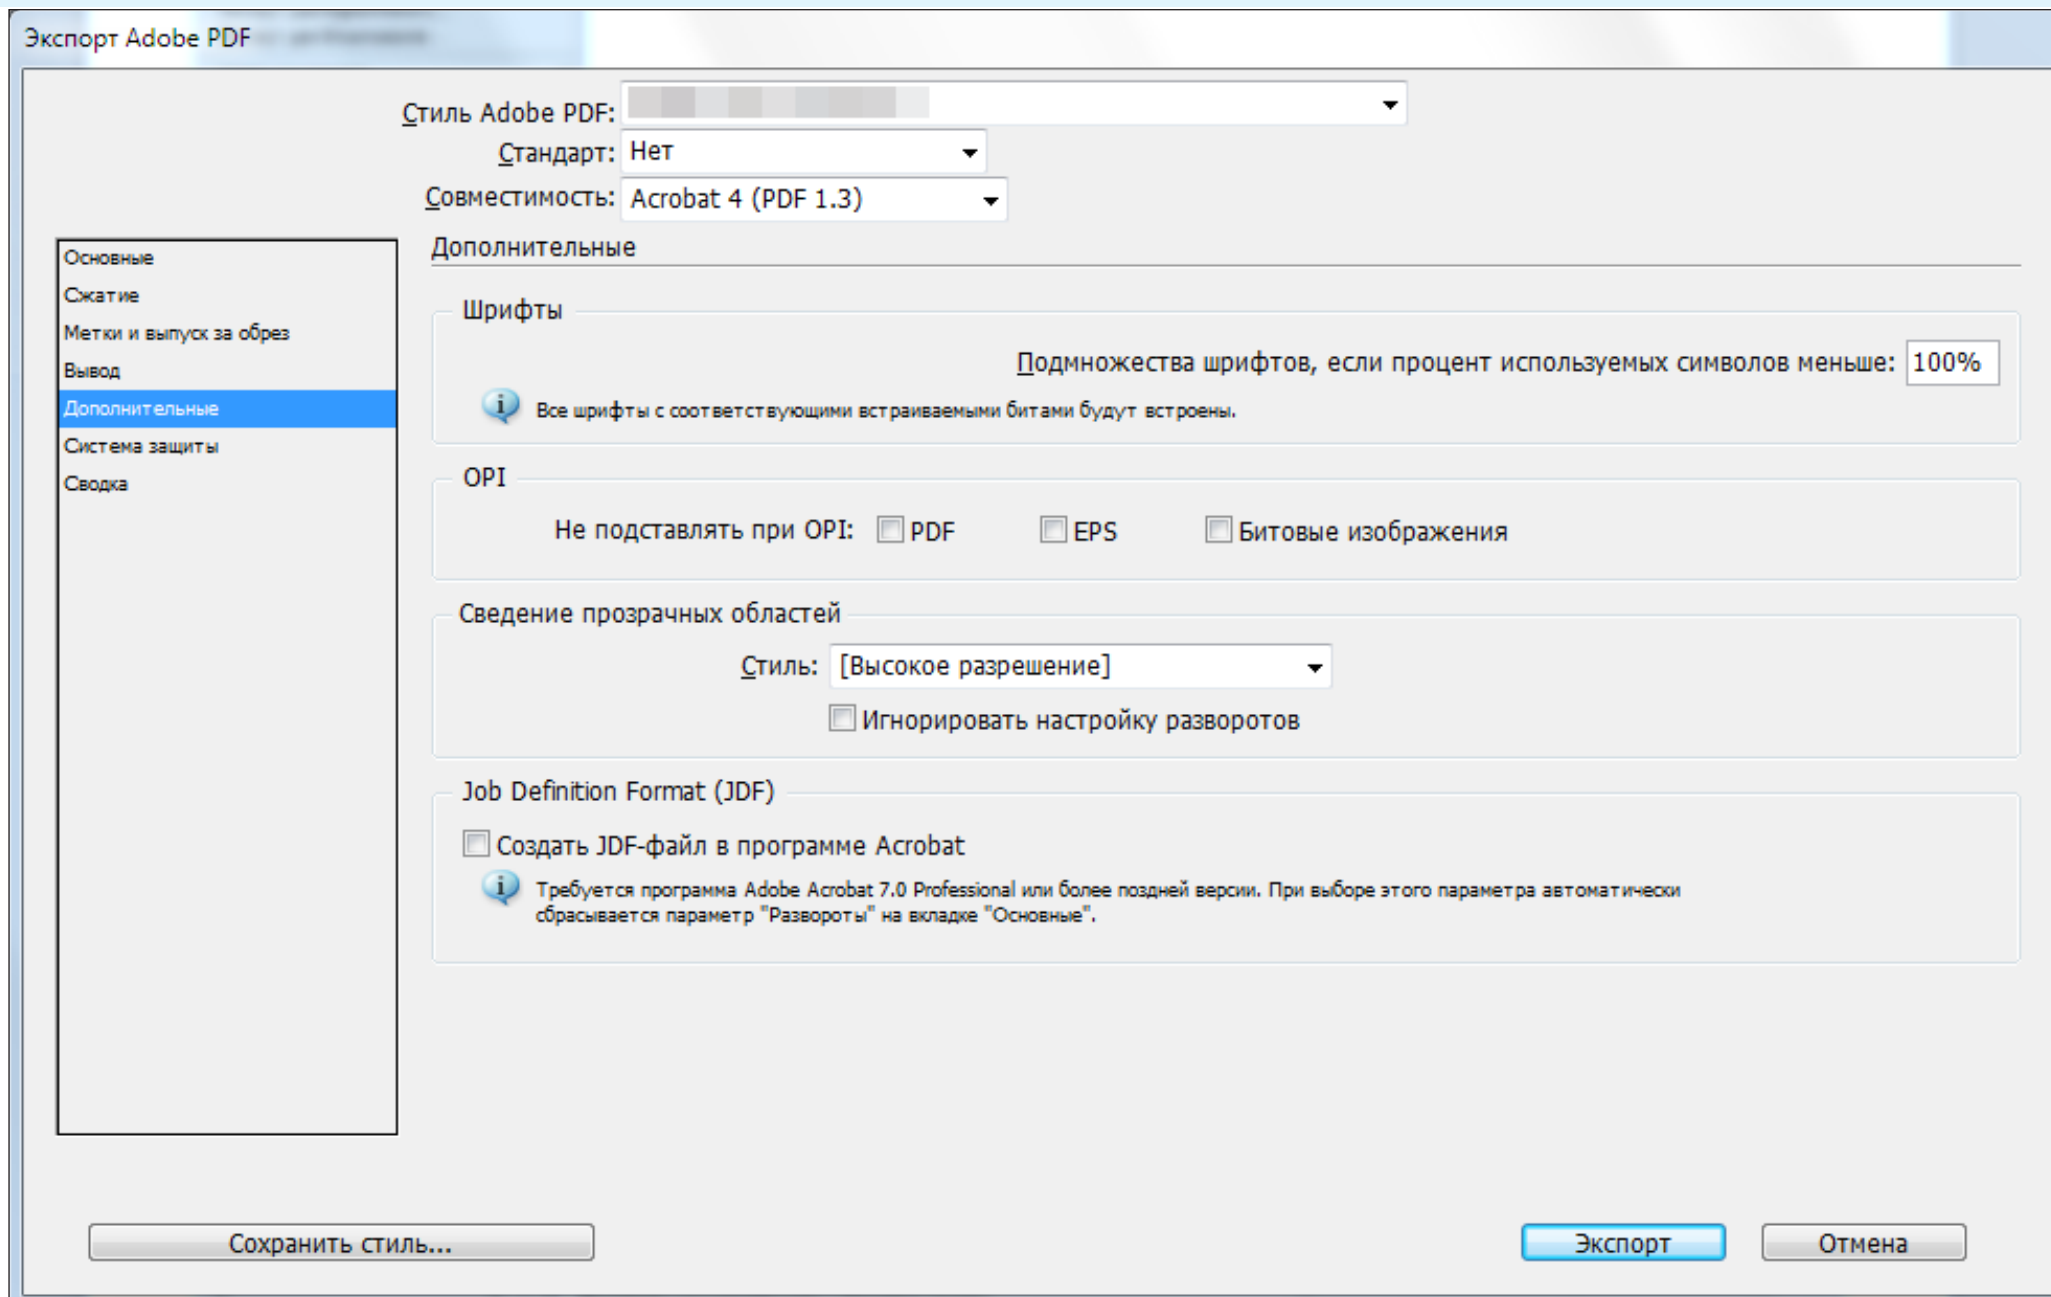 Экспорт Adobe PDF
Стиль Adobe PDF:
Стандарт: Нет
Совместимость: Acrobat 4 (PDF 1.3)
Основные
Сжатие
Метки и выпуск за обрез
Вывод
Дополнительные
Система защиты
Сводка
Дополнительные
Шрифты
Подмножества шрифтов, если процент используемых символов меньше: 100%
Все шрифты с соответствующими встраиваемыми битами будут встроены.
OPI
Не подставлять при OPI: PDF EPS Битовые изображения
Сведение прозрачных областей
Стиль: [Высокое разрешение]
Игнорировать настройку разворотов
Job Definition Format (JDF)
Создать JDF-файл в программе Acrobat
Требуется программа Adobe Acrobat 7.0 Professional или более поздней версии. При выборе этого параметра автоматически
сбрасывается параметр "Развороты" на вкладке "Основные".
Сохранить стиль... Экспорт Отмена